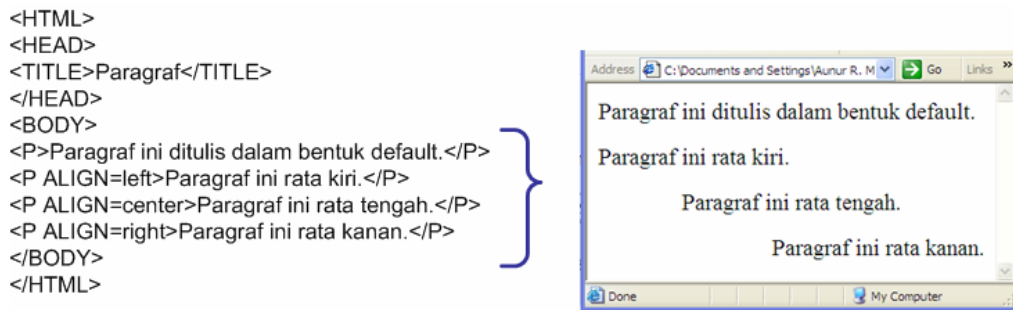 <HTML>
<HEAD>
<TITLE>Paragraf</TITLE>
</HEAD>
<BODY>
<P>Paragraf ini ditulis dalam bentuk default.</P>
<P ALIGN=left>Paragraf ini rata kiri.</P>
<P ALIGN=center>Paragraf ini rata tengah.</P>
<P ALIGN=right>Paragraf ini rata kanan.</P>
</BODY>
</HTML>
Address C:\Documents and Settings\Aunur R. M Go Links »
Paragraf ini ditulis dalam bentuk default.
Paragraf ini rata kiri.
Paragraf ini rata tengah.
Paragraf ini rata kanan.
Done My Computer